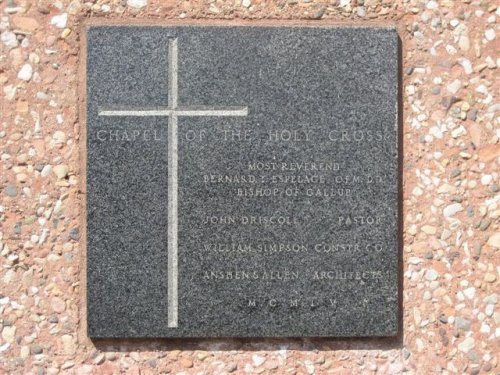 CHAPEL OF THE HOLY CROSS
MOST REVEREND
BERNARD T. ESPELAGE O.F.M. D.D.
BISHOP OF GALLUP
JOHN DRISCOLL PASTOR
WILLIAM SIMPSON CONSTR. CO.
ANSHEN & ALLEN ARCHITECTS
M C M L V I